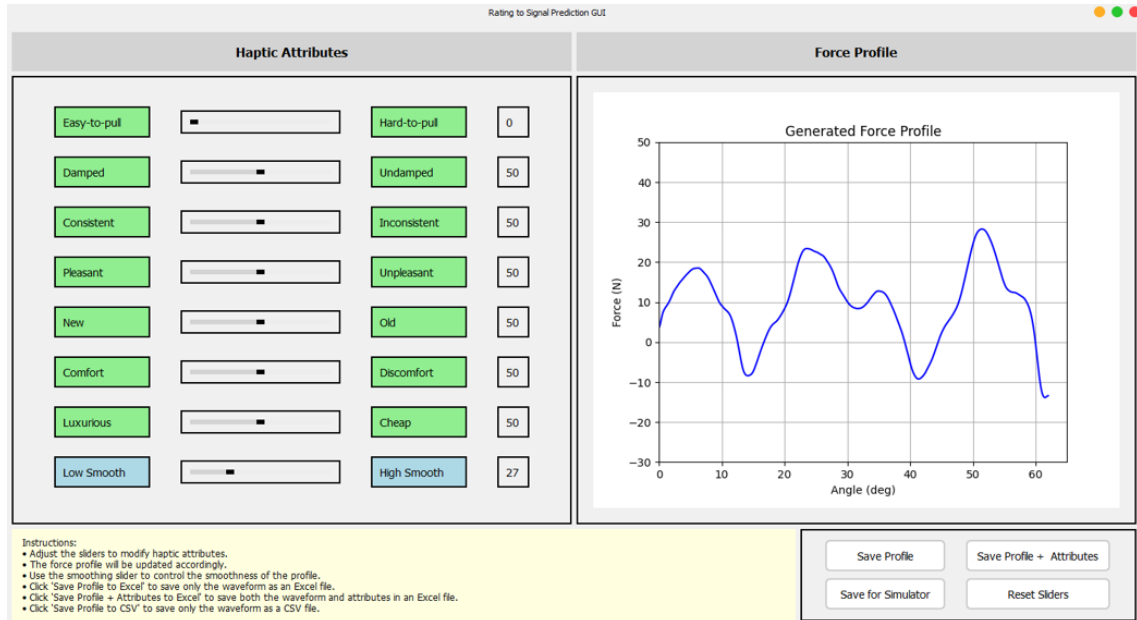 Rating to Signal Prediction GUI
Haptic Attributes
Force Profile
Easy-to-pull Hard-to-pull 0
Damped Undamped 50
Consistent Inconsistent 50
Pleasant Unpleasant 50
New Old 50
Comfort Discomfort 50
Luxurious Cheap 50
Low Smooth High Smooth 27
Generated Force Profile
50
40
30
20
10
0
−10
−20
−30
Force (N)
0 10 20 30 40 50 60
Angle (deg)
Instructions:
• Adjust the sliders to modify haptic attributes.
• The force profile will be updated accordingly.
• Use the smoothing slider to control the smoothness of the profile.
• Click 'Save Profile to Excel' to save only the waveform as an Excel file.
• Click 'Save Profile + Attributes to Excel' to save both the waveform and attributes in an Excel file.
• Click 'Save Profile to CSV' to save only the waveform as a CSV file.
Save Profile Save Profile + Attributes
Save for Simulator Reset Sliders